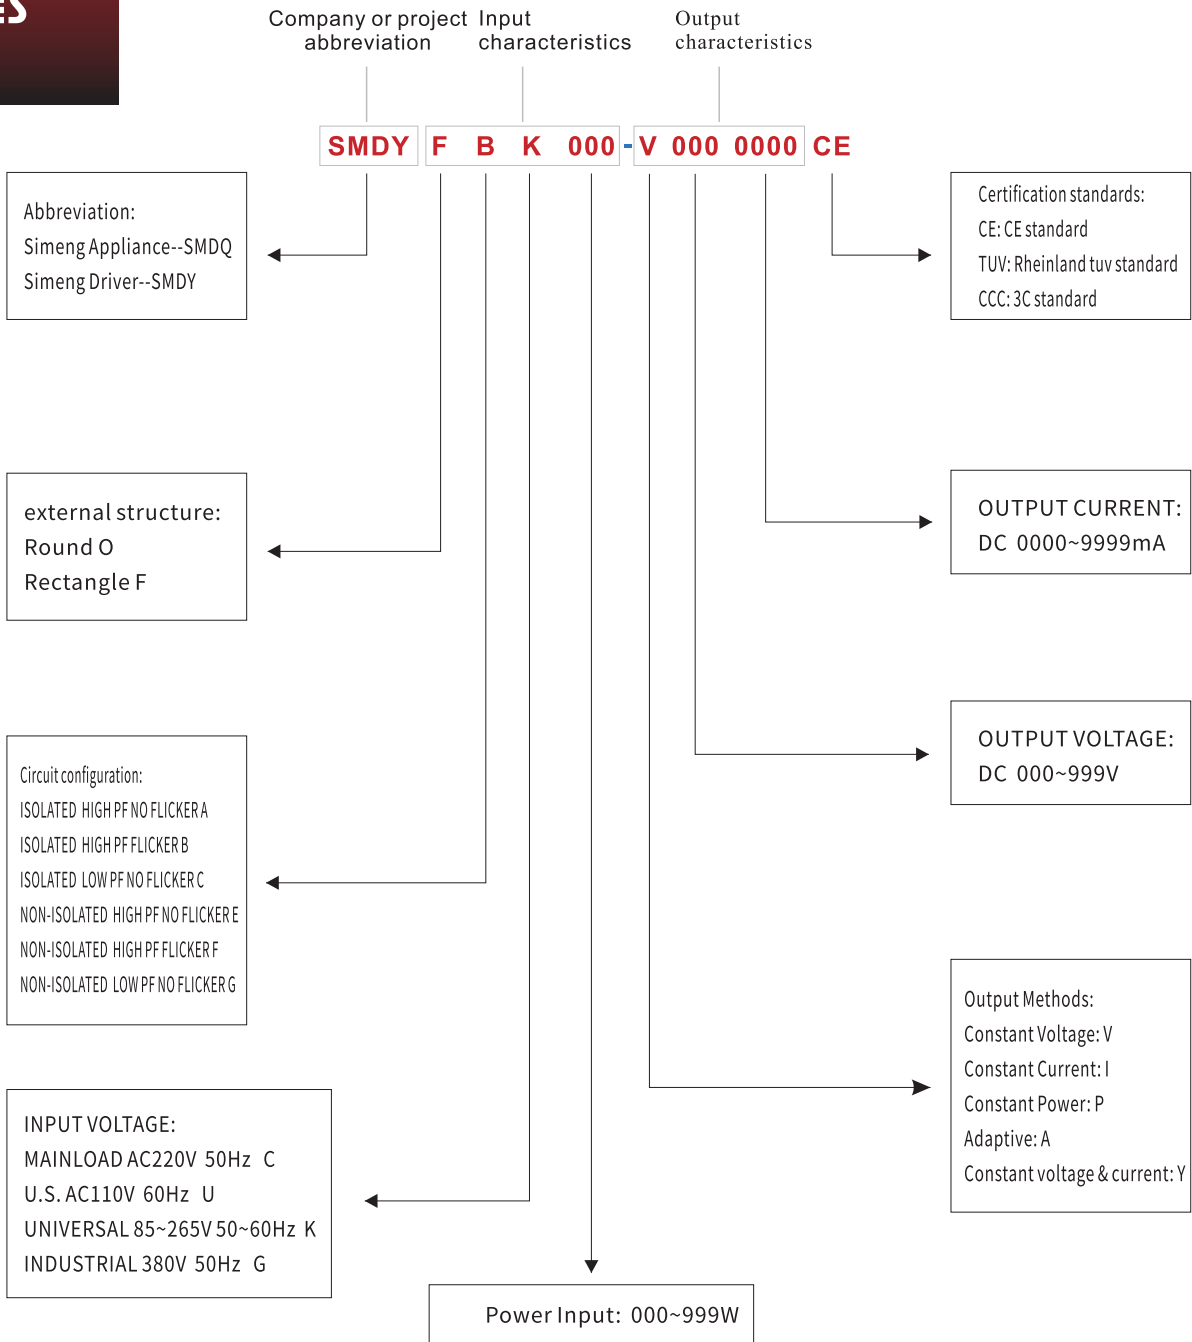 ES
Company or project
abbreviation
Input
characteristics
Output
characteristics
SMDY F B K 000-V 000 0000 CE
Abbreviation:
Simeng Appliance--SMDQ
Simeng Driver--SMDY
Certification standards:
CE: CE standard
TUV: Rheinland tuv standard
CCC: 3C standard
external structure:
Round O
Rectangle F
OUTPUT CURRENT:
DC 0000~9999mA
Circuit configuration:
ISOLATED HIGH PF NO FLICKER A
ISOLATED HIGH PF FLICKER B
ISOLATED LOW PF NO FLICKER C
NON-ISOLATED HIGH PF NO FLICKER E
NON-ISOLATED HIGH PF FLICKER F
NON-ISOLATED LOW PF NO FLICKER G
OUTPUT VOLTAGE:
DC 000~999V
Output Methods:
Constant Voltage: V
Constant Current: I
Constant Power: P
Adaptive: A
Constant voltage & current: Y
INPUT VOLTAGE:
MAINLOAD AC220V 50Hz C
U.S. AC110V 60Hz U
UNIVERSAL 85~265V 50~60Hz K
INDUSTRIAL 380V 50Hz G
Power Input: 000~999W